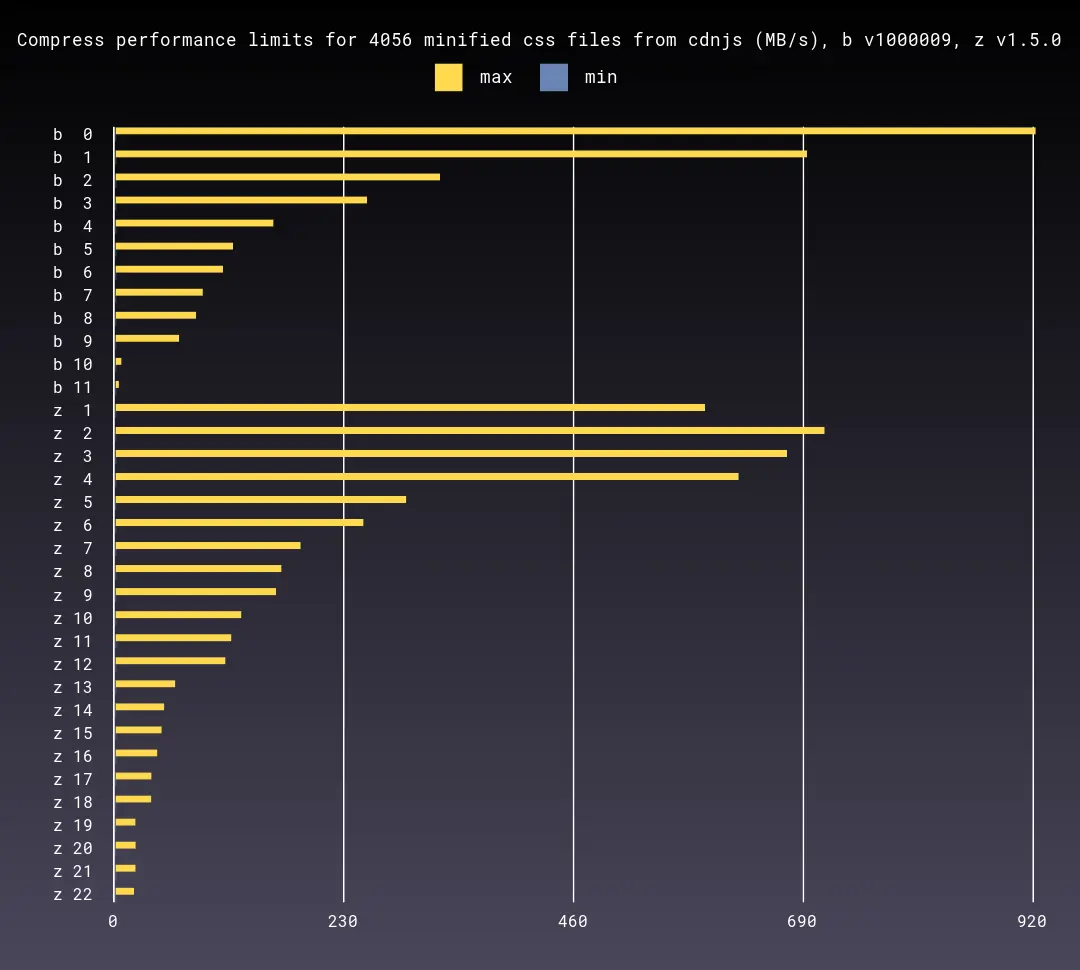 Compress performance limits for 4056 minified css files from cdnjs (MB/s), b v1000009, z v1.5.0
max min
b 0
b 1
b 2
b 3
b 4
b 5
b 6
b 7
b 8
b 9
b 10
b 11
z 1
z 2
z 3
z 4
z 5
z 6
z 7
z 8
z 9
z 10
z 11
z 12
z 13
z 14
z 15
z 16
z 17
z 18
z 19
z 20
z 21
z 22
0 230 460 690 920